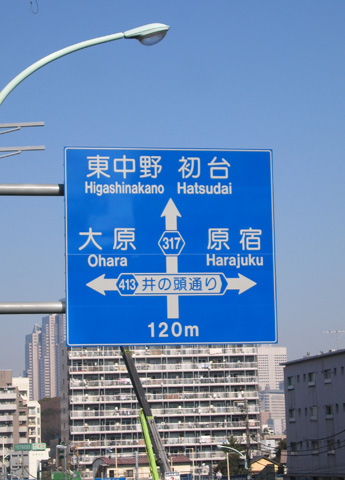 東中野 初台
Higashinakano Hatsudai
大原 317 原宿
Ohara Harajuku
413 井の頭通り
120m